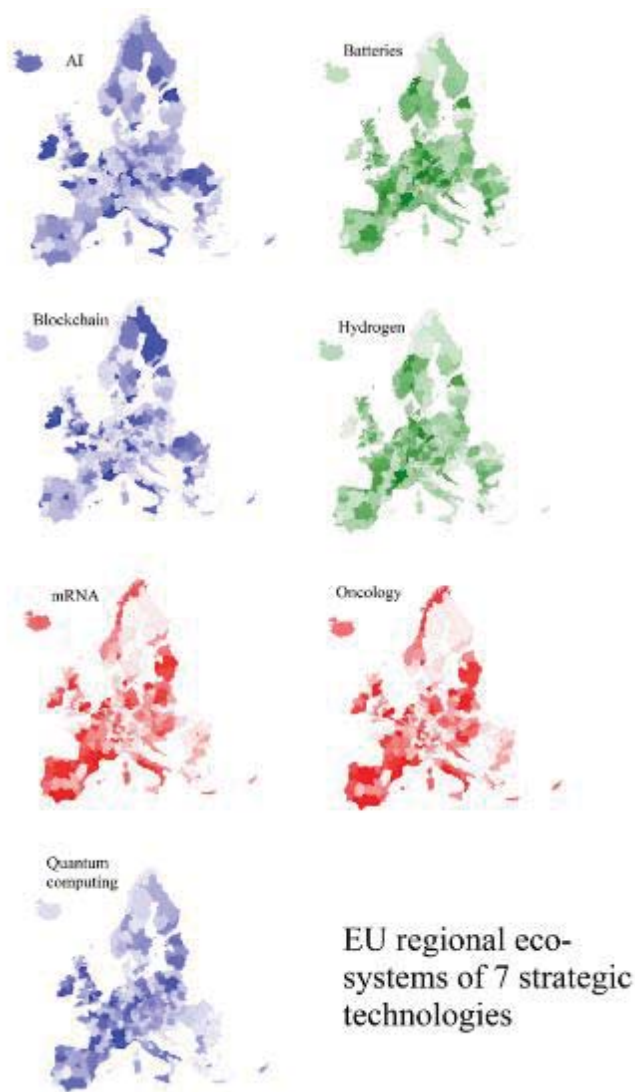 AI
Batteries
Blockchain
Hydrogen
mRNA
Oncology
Quantum
computing
EU regional eco-
systems of 7 strategic
technologies